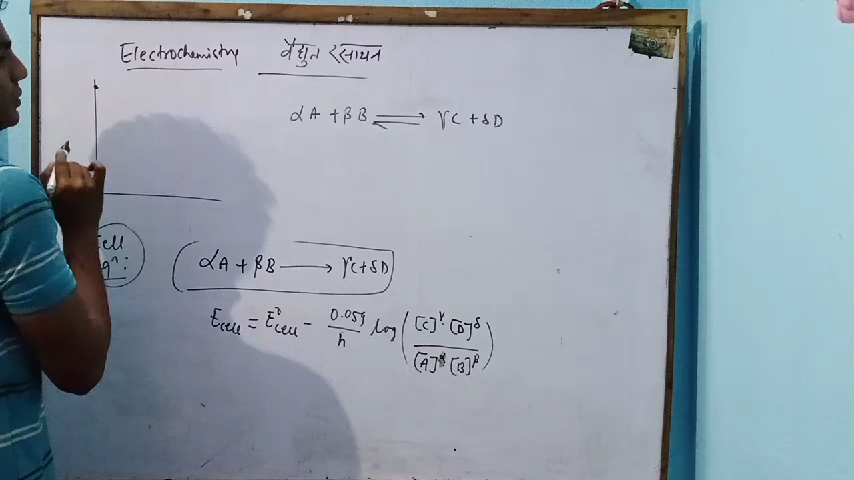 Electrochemistry वैद्युत रसायन
αA + βB ⇌ γC + δD
Cell
αA + βB ⟶ γC + δD
E_cell = E°_cell - 0.059/n log ([C]^γ [D]^δ / [A]^α [B]^β)